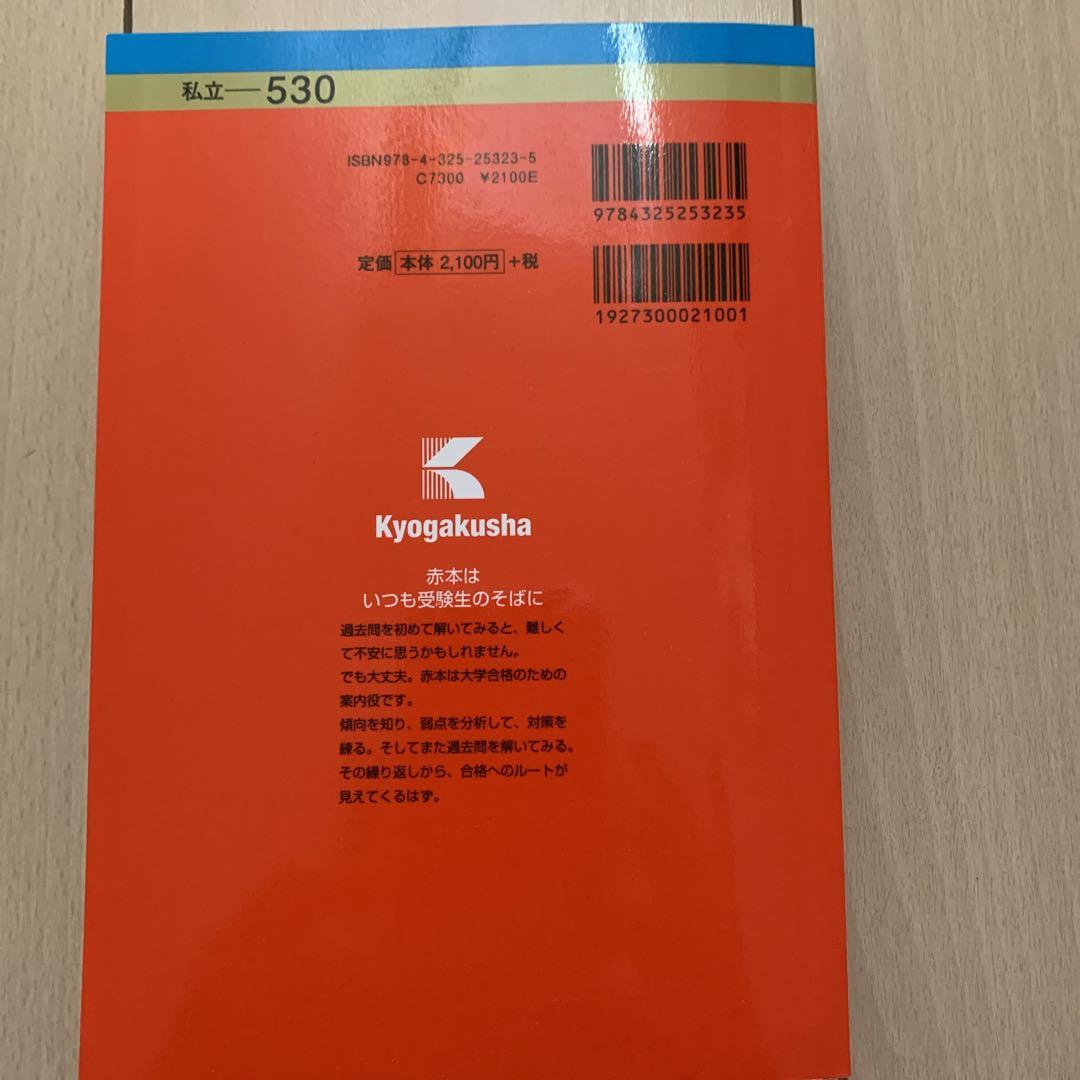 私立―530
ISBN978-4-325-25323-5
C7300 ¥2100E
9784325253235
定価 本体 2,100円 +税
1927300021001
Kyogakusha
赤本は
いつも受験生のそばに
過去問を初めて解いてみると、難しく
て不安に思うかもしれません。
でも大丈夫。赤本は大学合格のための
案内役です。
傾向を知り、弱点を分析して、対策を
練る。そしてまた過去問を解いてみる。
その繰り返しから、合格へのルートが
見えてくるはず。